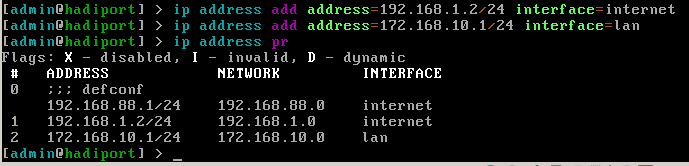 [admin@hadiport] > ip address add address=192.168.1.2/24 interface=internet
[admin@hadiport] > ip address add address=172.168.10.1/24 interface=lan
[admin@hadiport] > ip address pr
Flags: X - disabled, I - invalid, D - dynamic
# ADDRESS NETWORK INTERFACE
0 ;;; defconf
192.168.88.1/24 192.168.88.0 internet
1 192.168.1.2/24 192.168.1.0 internet
2 172.168.10.1/24 172.168.10.0 lan
[admin@hadiport] > _